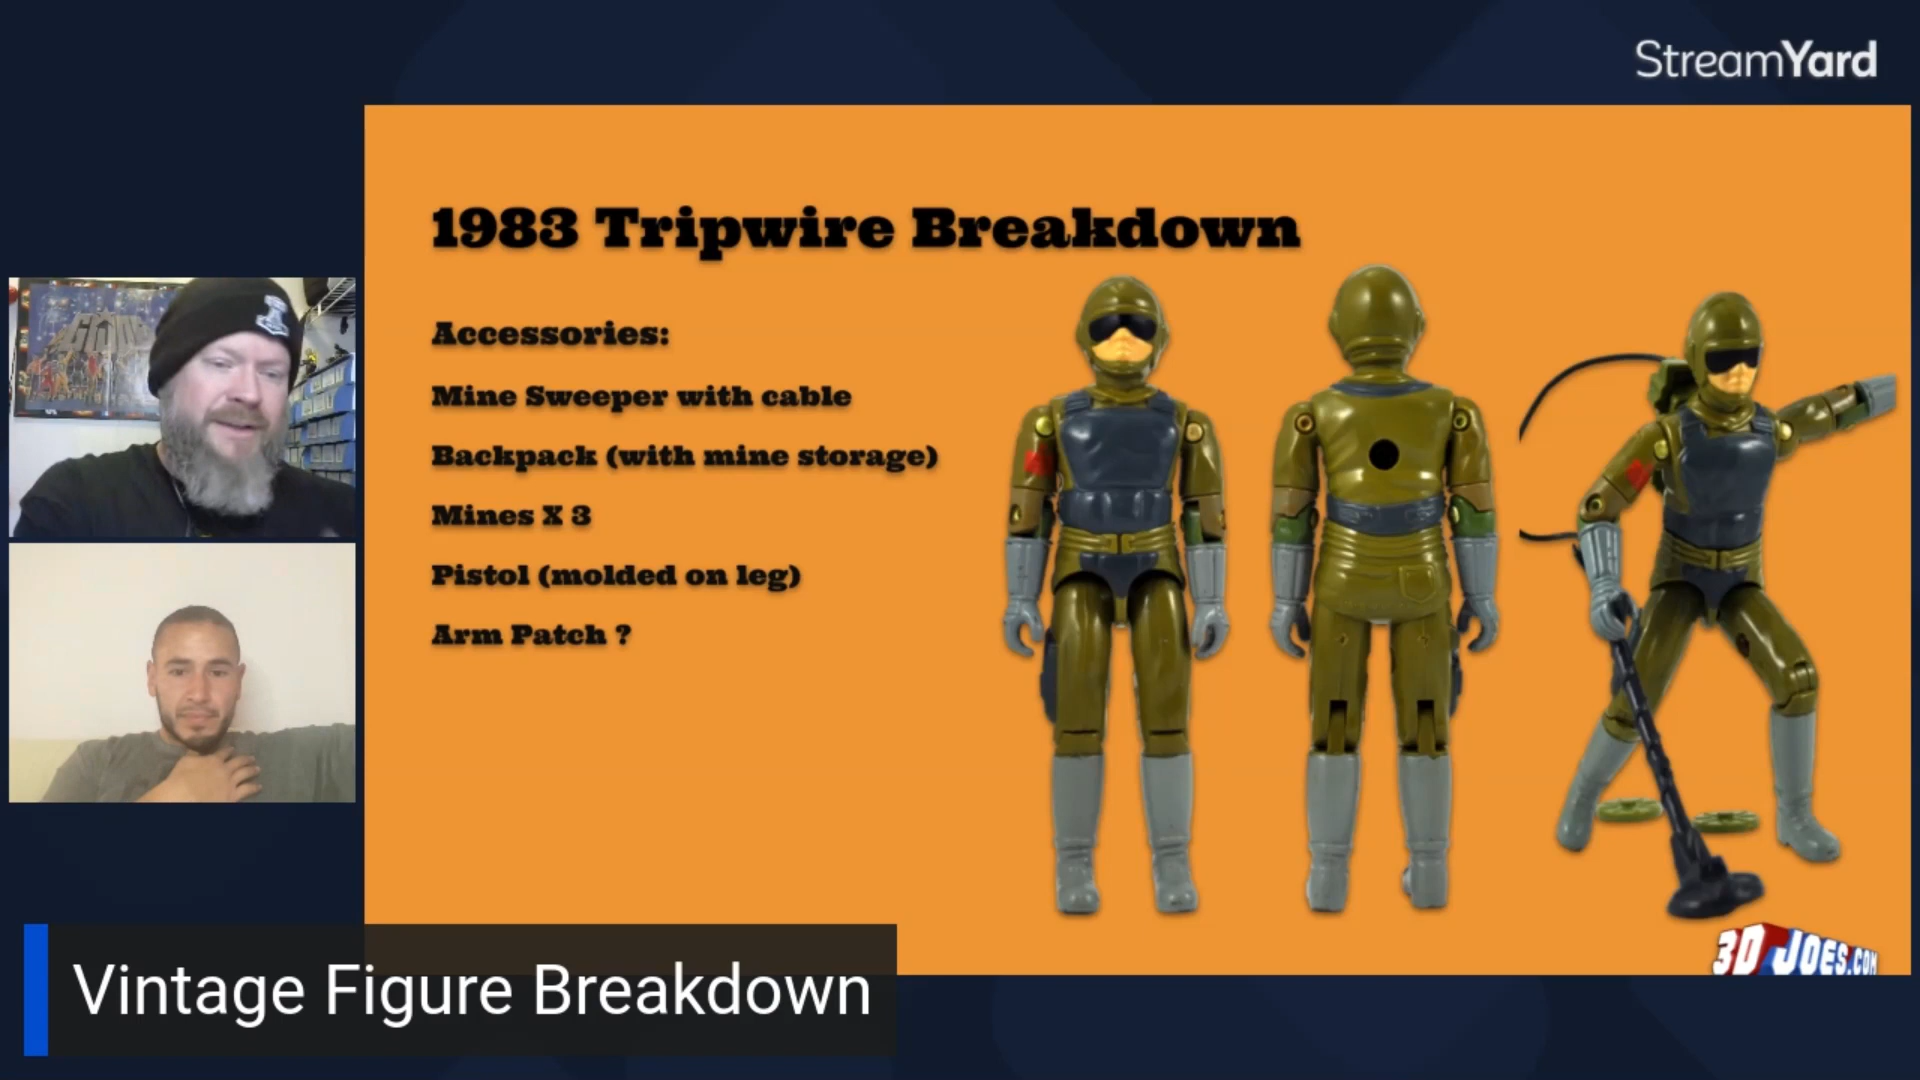 StreamYard
1983 Tripwire Breakdown
Accessories:
Mine Sweeper with cable
Backpack (with mine storage)
Mines X 3
Pistol (molded on leg)
Arm Patch ?
3D JOES.COM
Vintage Figure Breakdown